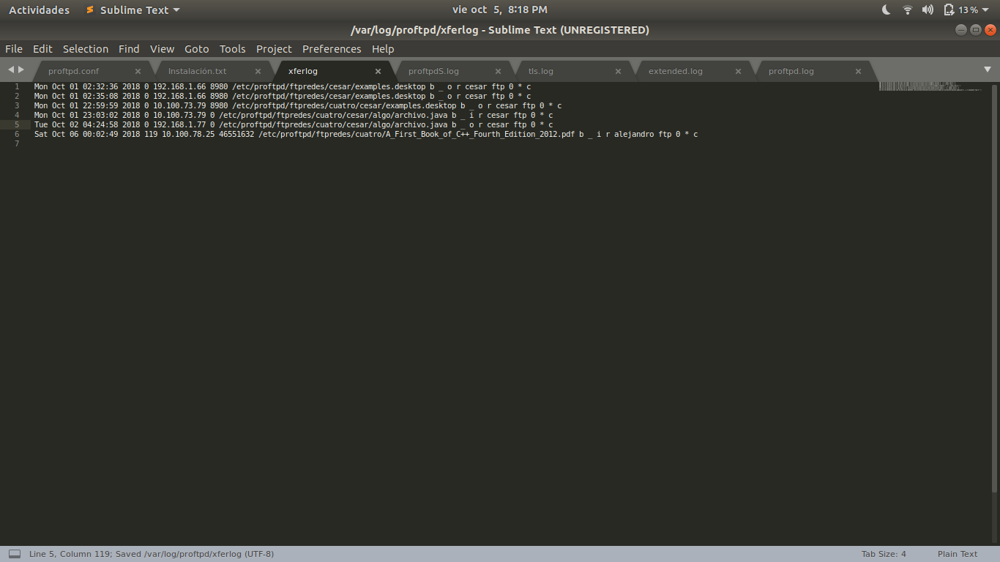 Actividades Sublime Text vie oct 5, 8:18 PM 13%
/var/log/proftpd/xferlog - Sublime Text (UNREGISTERED)
File Edit Selection Find View Goto Tools Project Preferences Help
proftpd.conf Instalación.txt xferlog proftpdS.log tls.log extended.log proftpd.log
1 Mon Oct 01 02:32:36 2018 0 192.168.1.66 8980 /etc/proftpd/ftpredes/cesar/examples.desktop b _ o r cesar ftp 0 * c
2 Mon Oct 01 02:35:08 2018 0 192.168.1.66 8980 /etc/proftpd/ftpredes/cesar/examples.desktop b _ o r cesar ftp 0 * c
3 Mon Oct 01 22:59:59 2018 0 10.100.73.79 8980 /etc/proftpd/ftpredes/cuatro/cesar/examples.desktop b _ o r cesar ftp 0 * c
4 Mon Oct 01 23:03:02 2018 0 10.100.73.79 0 /etc/proftpd/ftpredes/cuatro/cesar/algo/archivo.java b _ i r cesar ftp 0 * c
5 Tue Oct 02 04:24:58 2018 0 192.168.1.77 0 /etc/proftpd/ftpredes/cuatro/cesar/algo/archivo.java b _ o r cesar ftp 0 * c
6 Sat Oct 06 00:02:49 2018 119 10.100.78.25 46551632 /etc/proftpd/ftpredes/cuatro/A_First_Book_of_C++_Fourth_Edition_2012.pdf b _ i r alejandro ftp 0 * c
7
Line 5, Column 119; Saved /var/log/proftpd/xferlog (UTF-8) Tab Size: 4 Plain Text